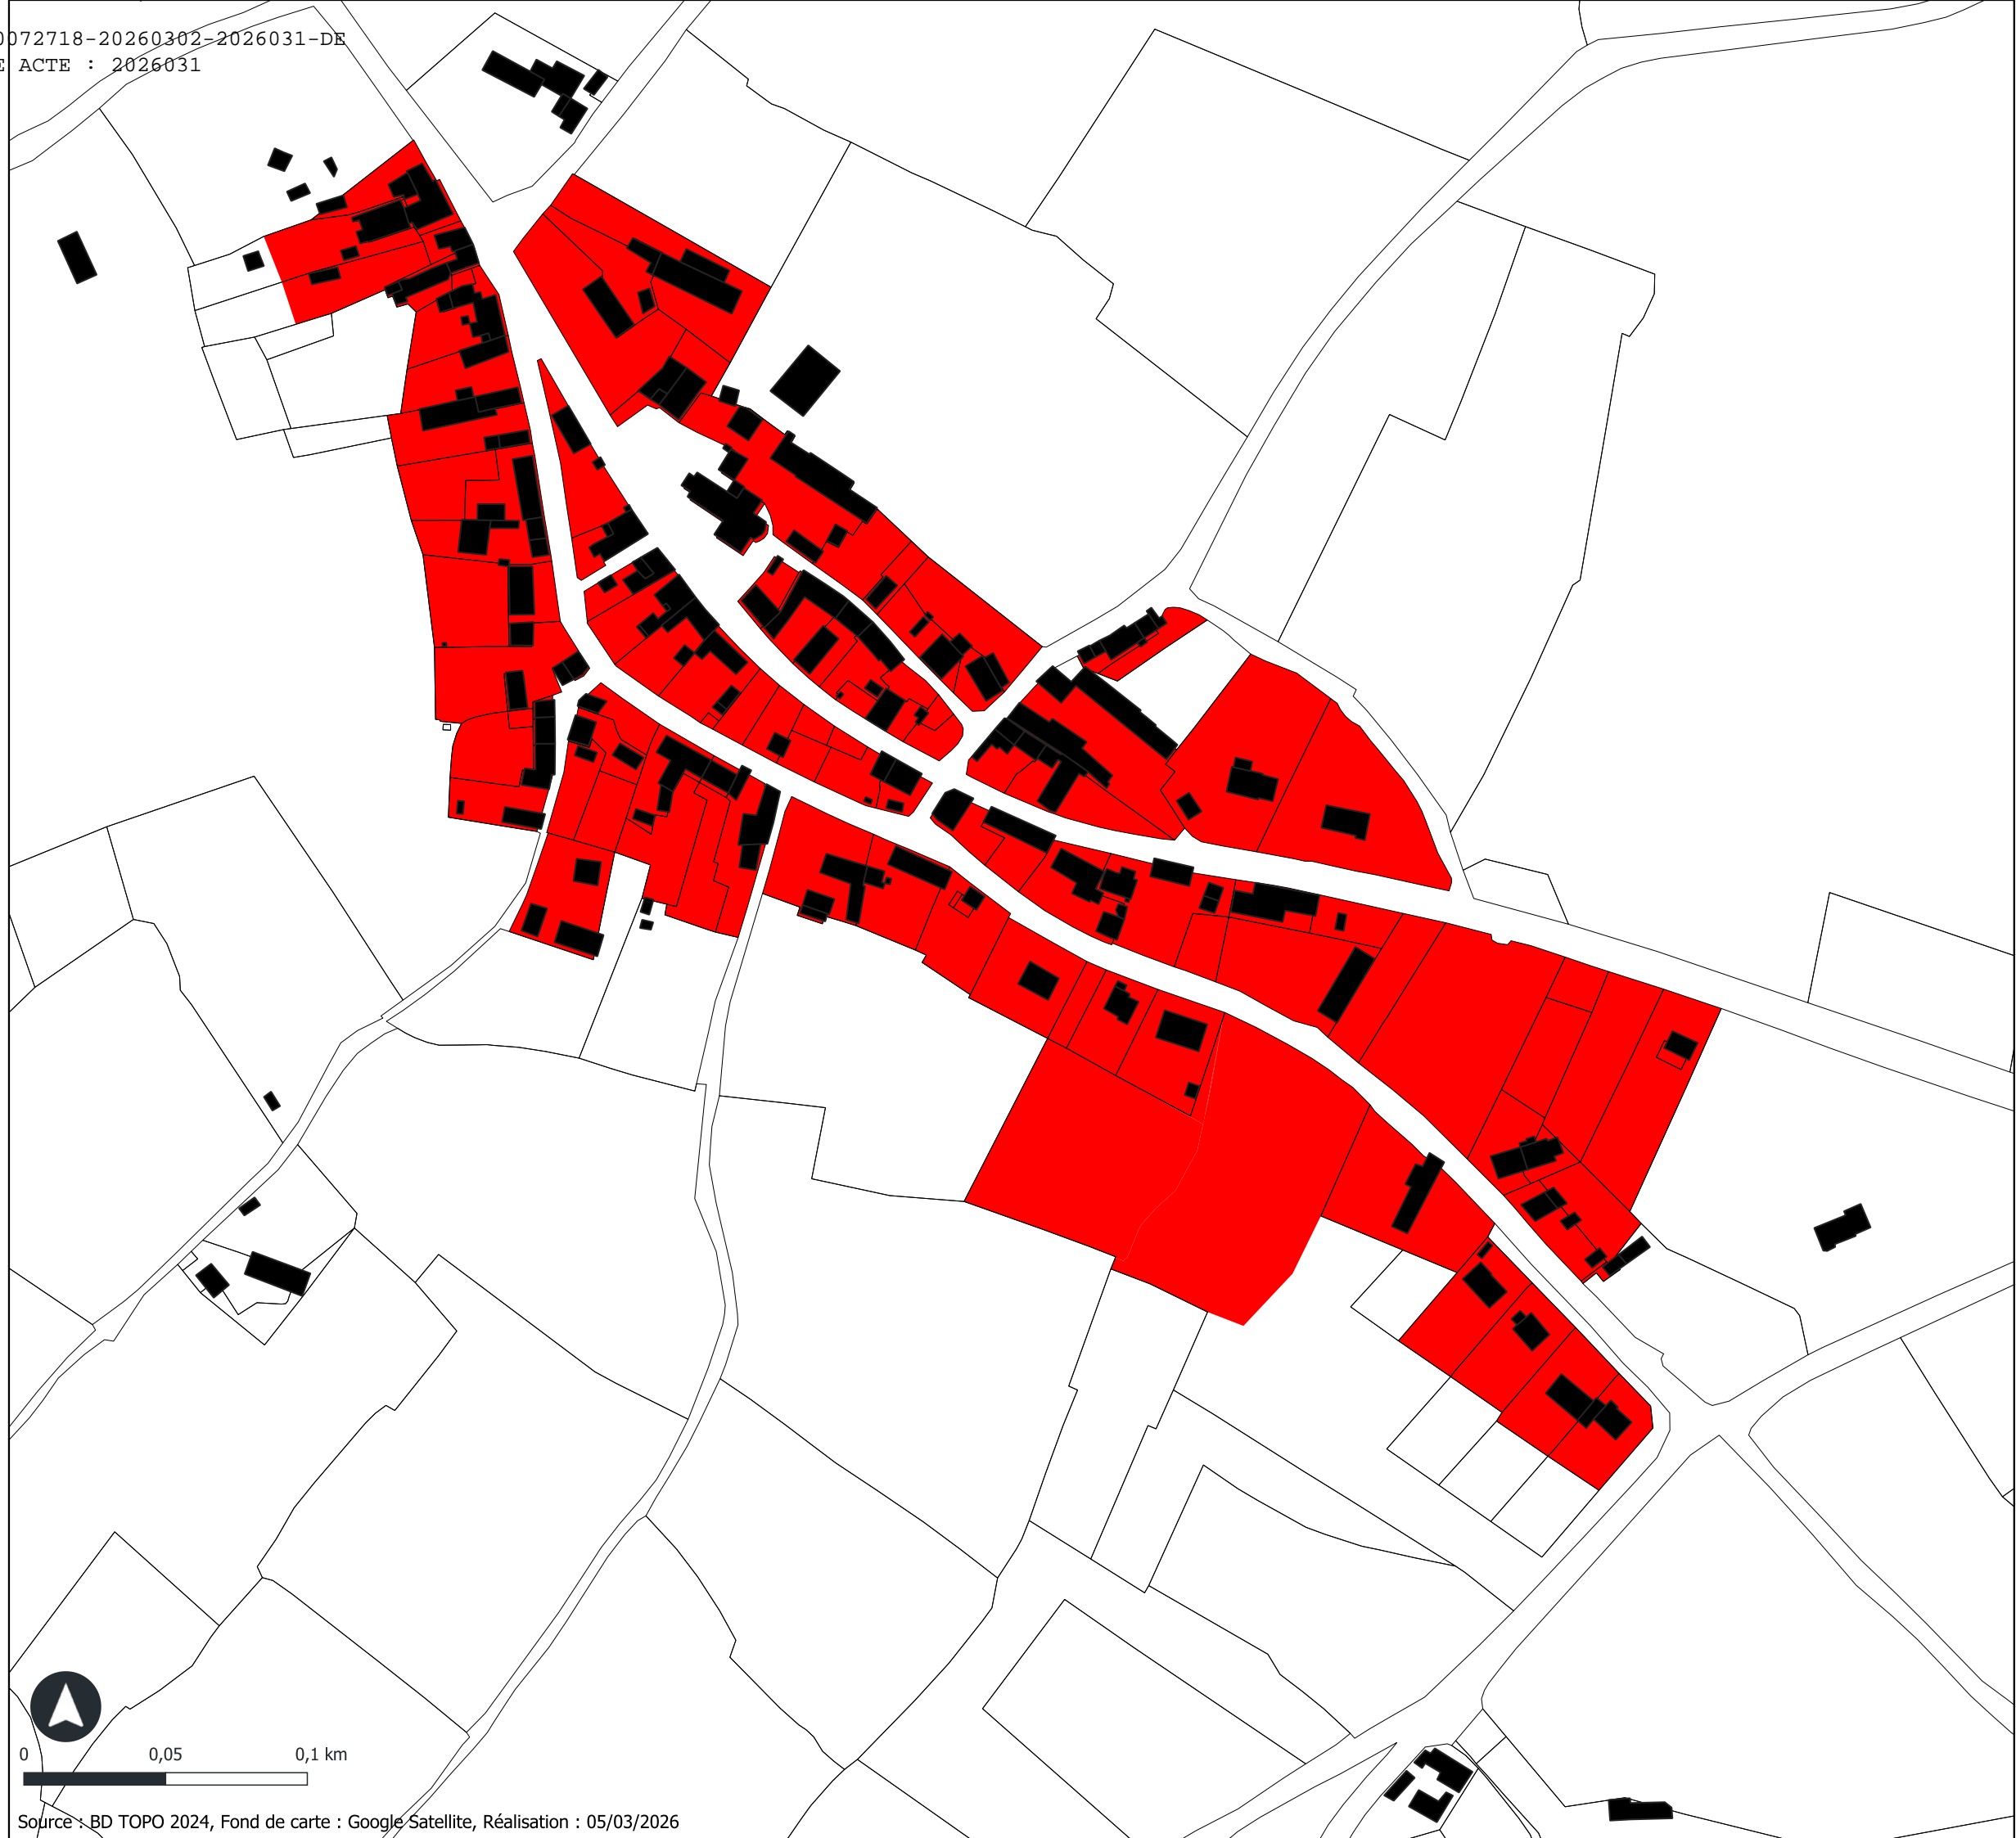 0072718-20260302-2026031-DE
E ACTE : 2026031
0 0,05 0,1 km
Source : BD TOPO 2024, Fond de carte : Google Satellite, Réalisation : 05/03/2026